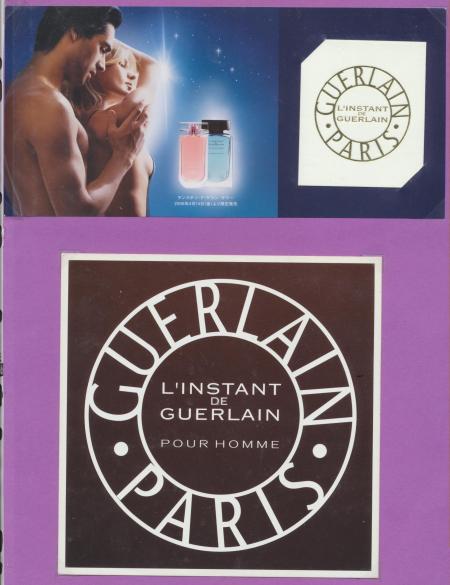 GUERLAIN
L'INSTANT
DE
GUERLAIN
PARIS
GUERLAIN
L'INSTANT
DE
GUERLAIN
POUR HOMME
PARIS